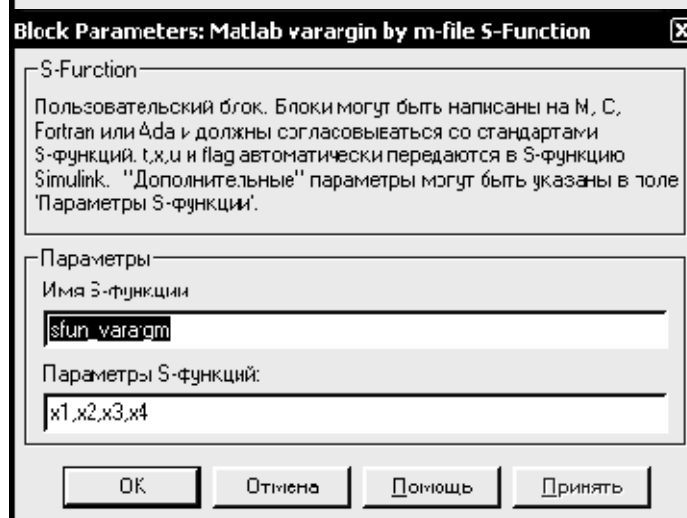 Block Parameters: Matlab varargin by m-file S-Function
S-Function
Пользовательский блок. Блоки могут быть написаны на M, C,
Fortran или Ada и должны согласовываться со стандартами
S-функций. t,x,u и flag автоматически передаются в S-функцию
Simulink. "Дополнительные" параметры могут быть указаны в поле
'Параметры S-функции'.
Параметры
Имя S-функции
sfun_varargm
Параметры S-функций:
x1,x2,x3,x4
OK Отмена Помощь Принять